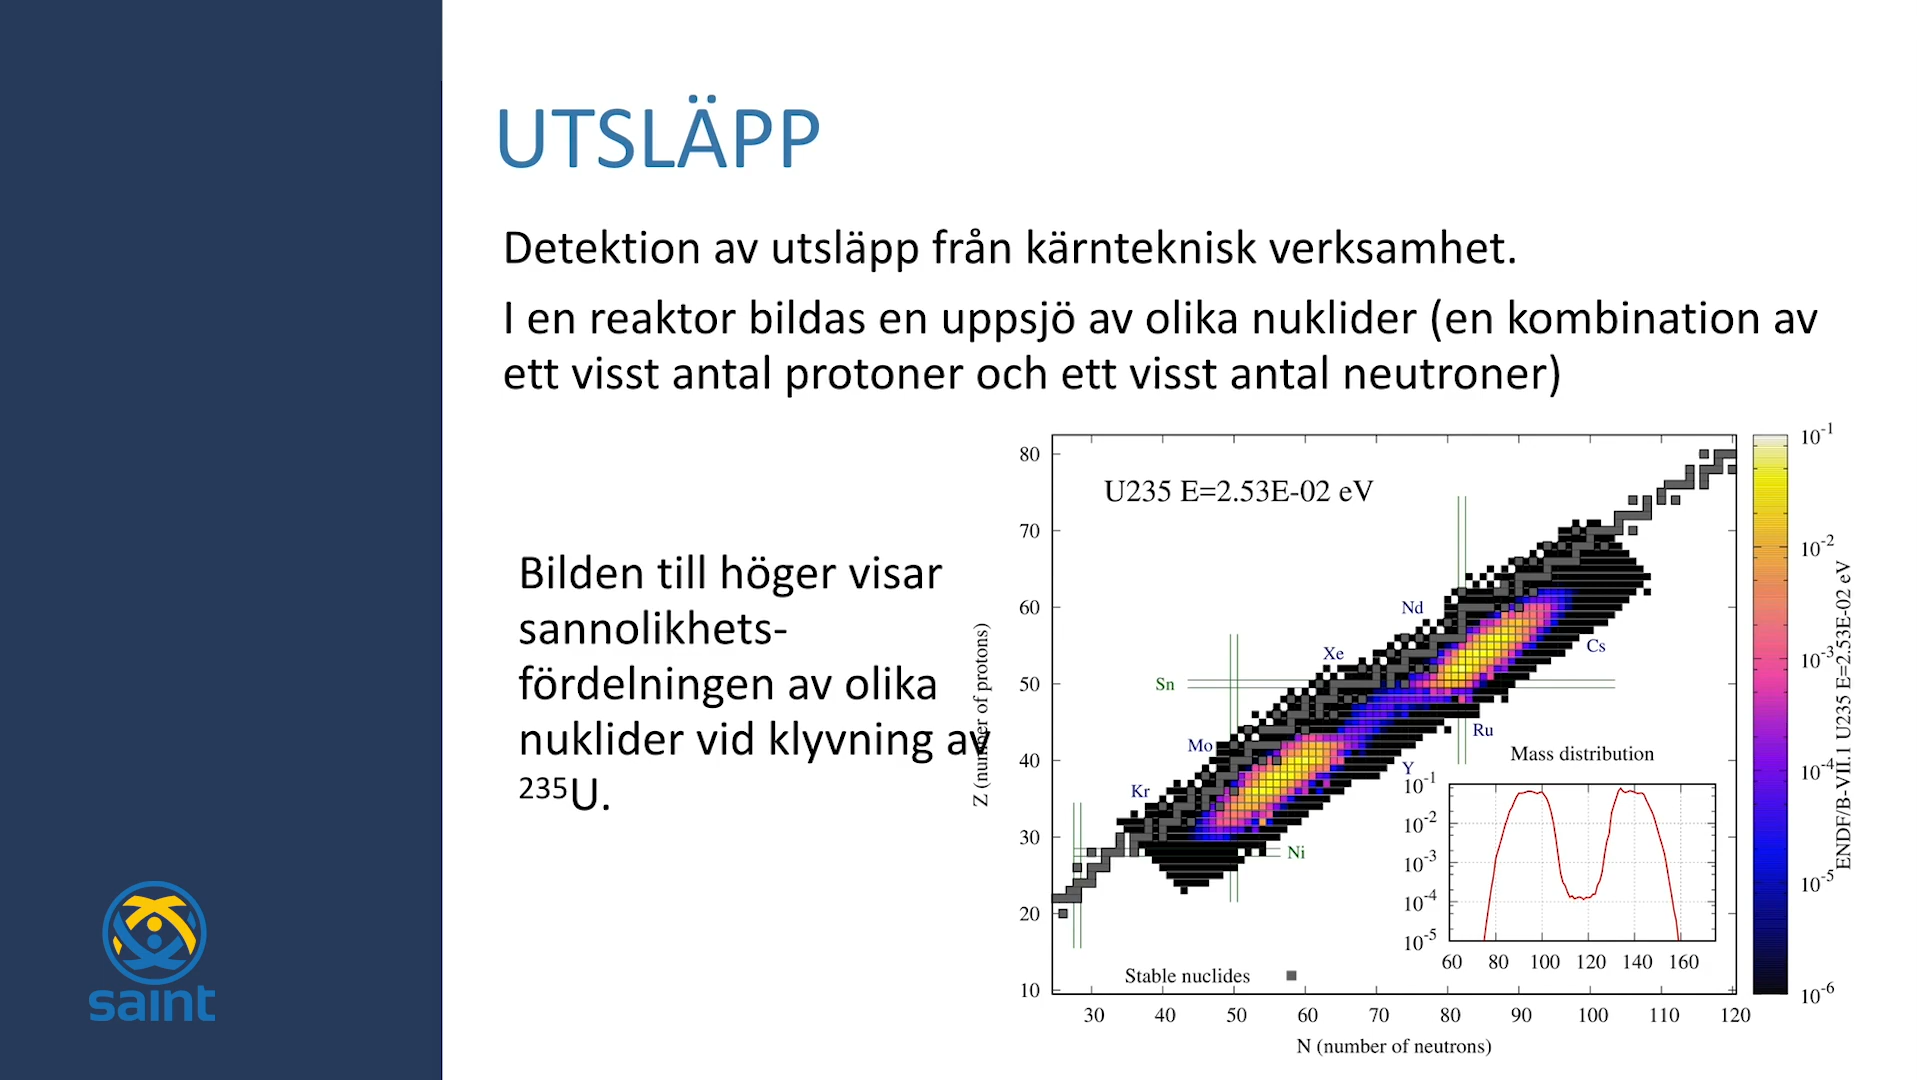 UTSLÄPP
Detektion av utsläpp från kärnteknisk verksamhet.
I en reaktor bildas en uppsjö av olika nuklider (en kombination av
ett visst antal protoner och ett visst antal neutroner)
Bilden till höger visar
sannolikhets-
fördelningen av olika
nuklider vid klyvning av
²³⁵U.
U235 E=2.53E-02 eV
Z (number of protons)
80
70
60
50
40
30
20
10
Nd
Xe
Cs
Sn
Ru
Mo
Y
Kr
Ni
Mass distribution
10⁻¹
10⁻²
10⁻³
10⁻⁴
10⁻⁵
60 80 100 120 140 160
Stable nuclides
30 40 50 60 70 80 90 100 110 120
N (number of neutrons)
10⁻¹
10⁻²
10⁻³
10⁻⁴
10⁻⁵
10⁻⁶
ENDF/B-VII.1 U235 E=2.53E-02 eV
saint